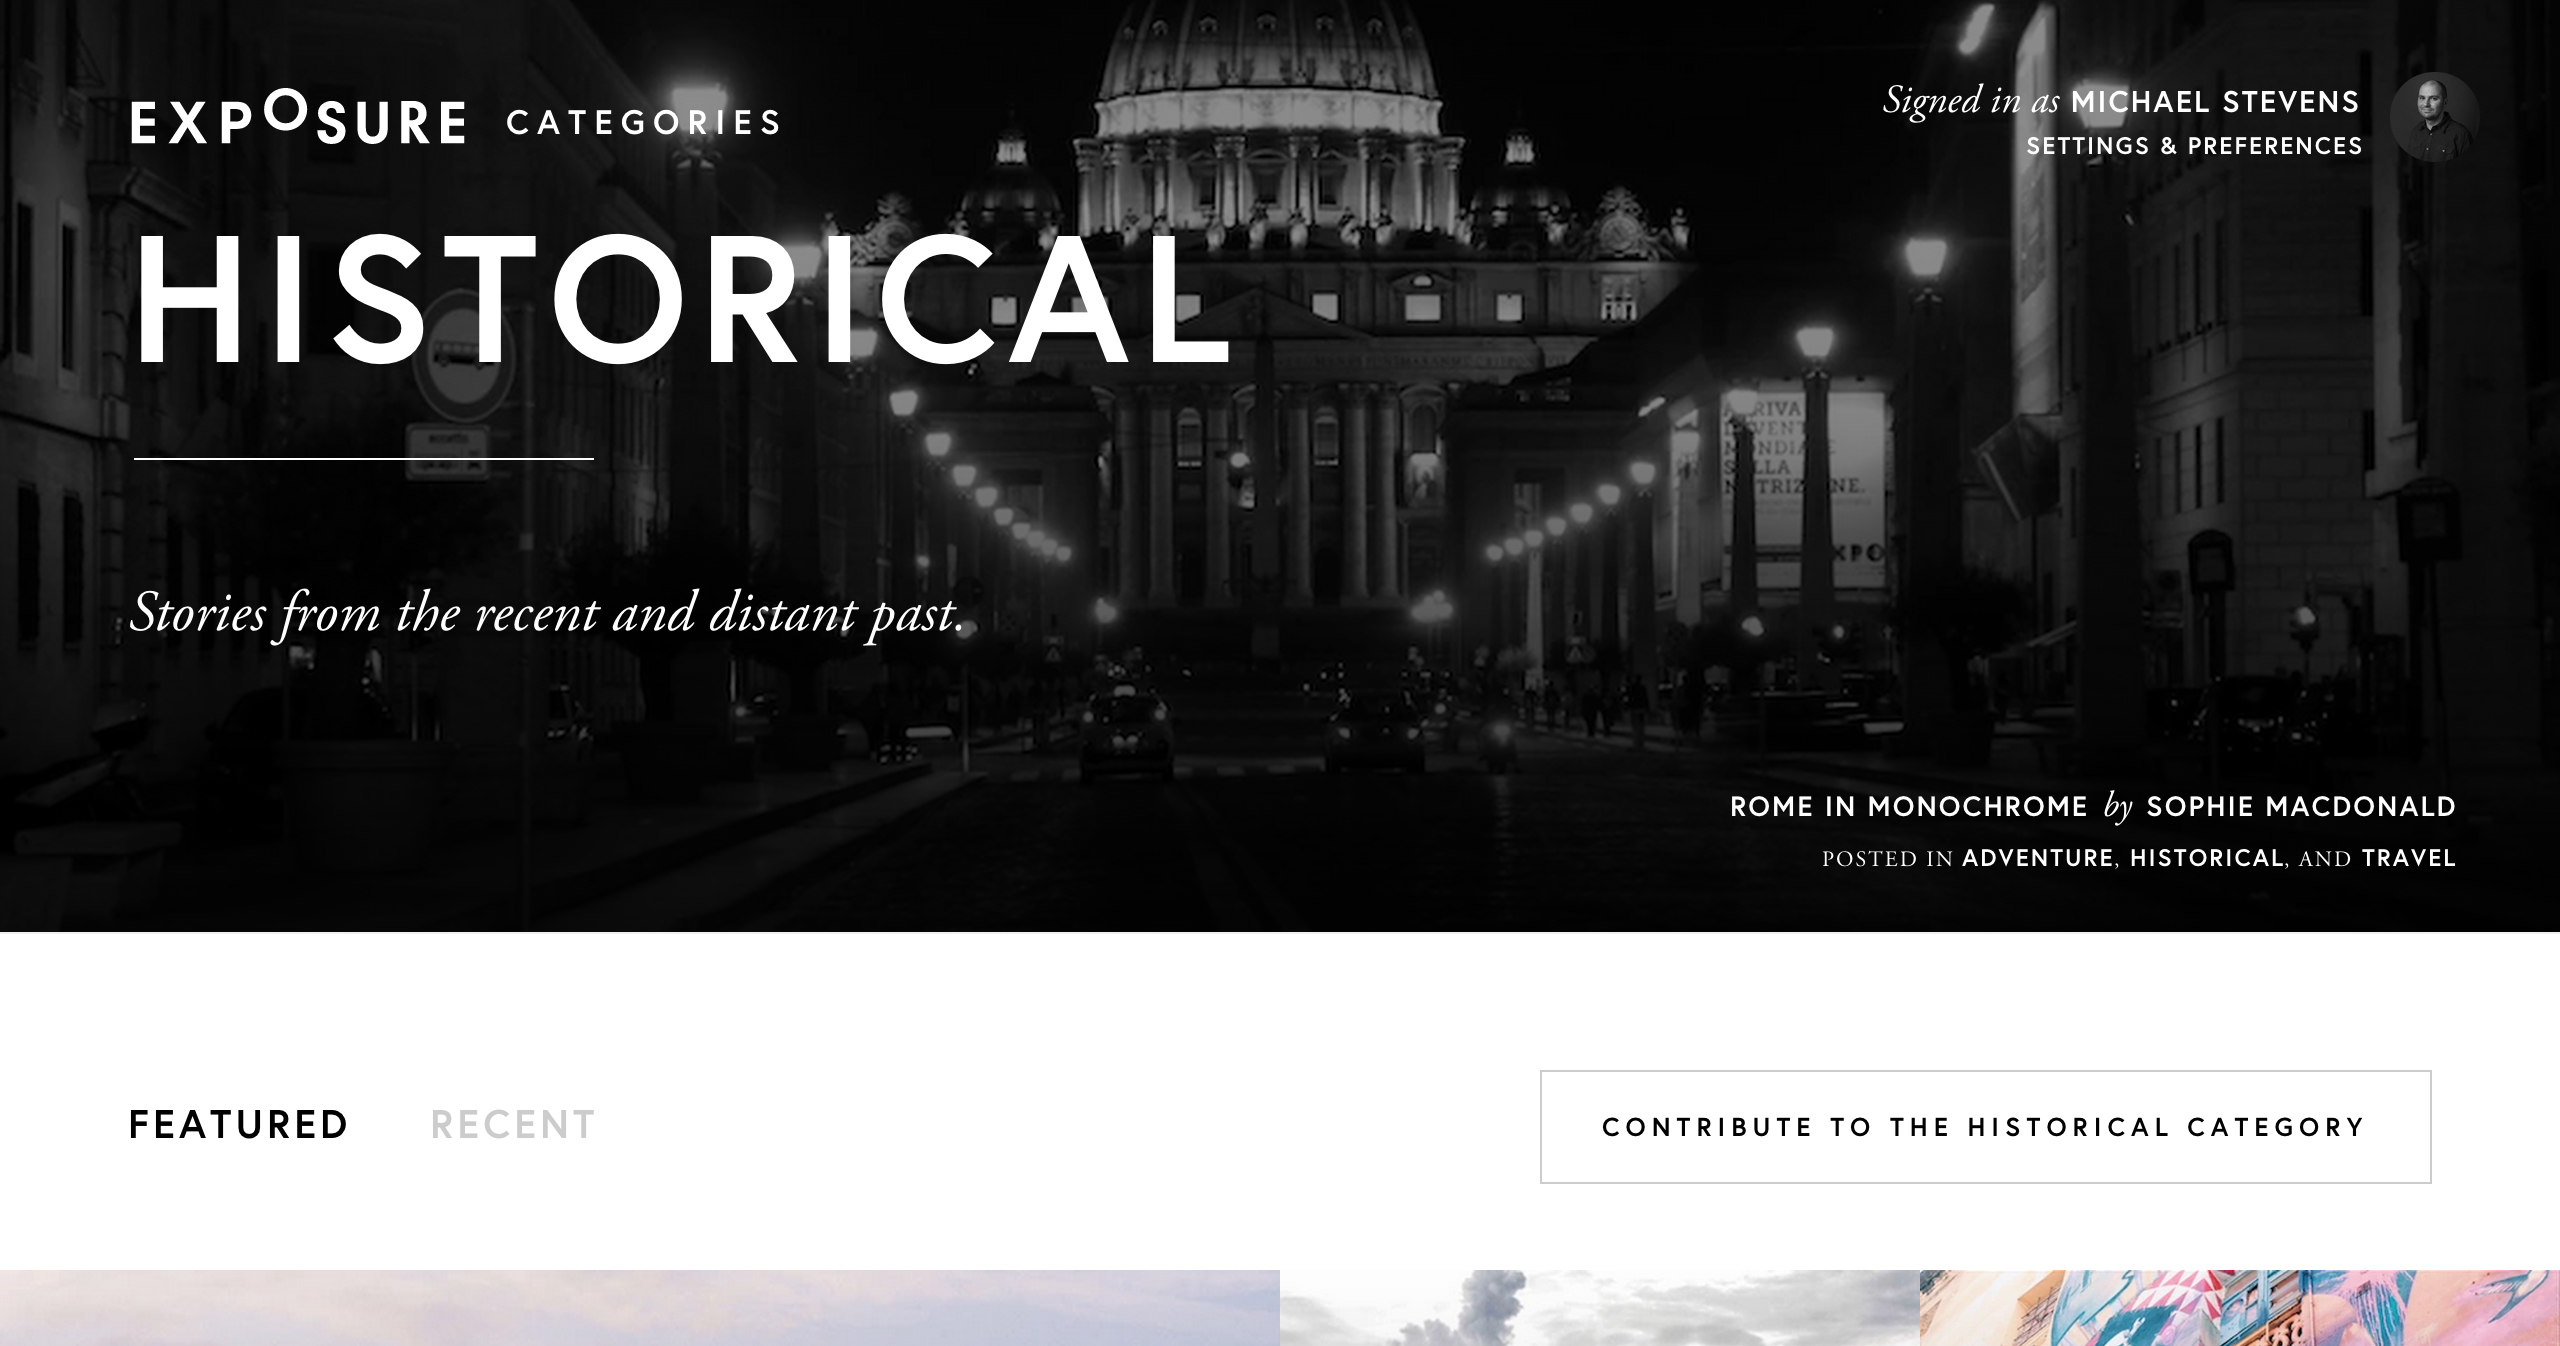 EXPOSURE CATEGORIES
Signed in as MICHAEL STEVENS
SETTINGS & PREFERENCES
HISTORICAL
Stories from the recent and distant past.
ROME IN MONOCHROME by SOPHIE MACDONALD
POSTED IN ADVENTURE, HISTORICAL, AND TRAVEL
FEATURED RECENT
CONTRIBUTE TO THE HISTORICAL CATEGORY